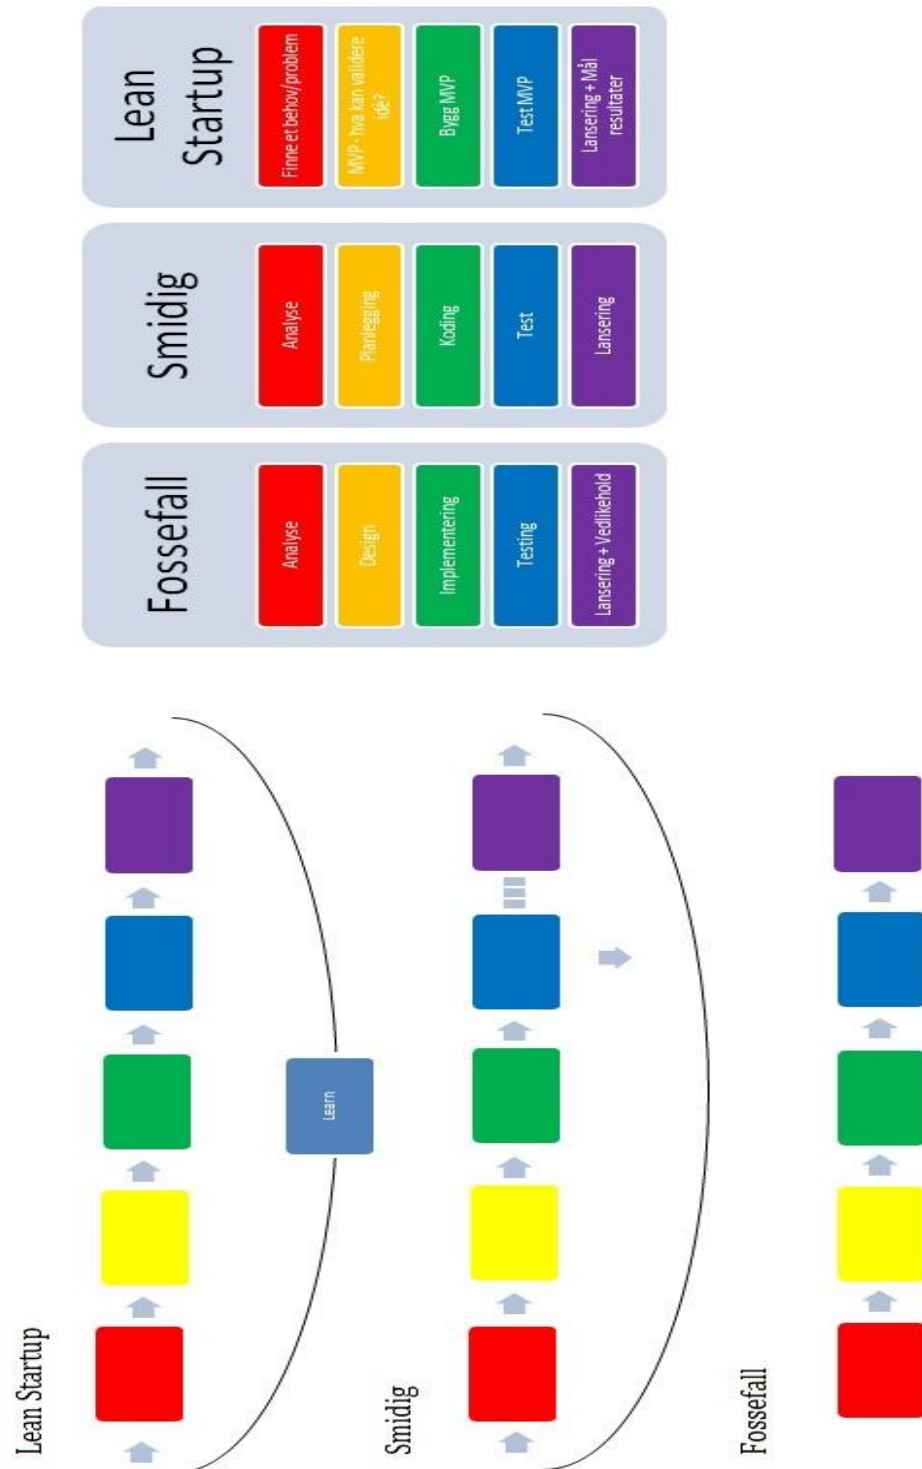 Lean Startup
Learn
Smidig
Fossefall
Fossefall
Analyse
Design
Implementering
Testing
Lansering + Vedlikehold
Smidig
Analyse
Planlegging
Koding
Test
Lansering
Lean
Startup
Finne et behov/problem
MVP - hva kan validere
idè?
Bygg MVP
Test MVP
Lansering + Mål
resultater